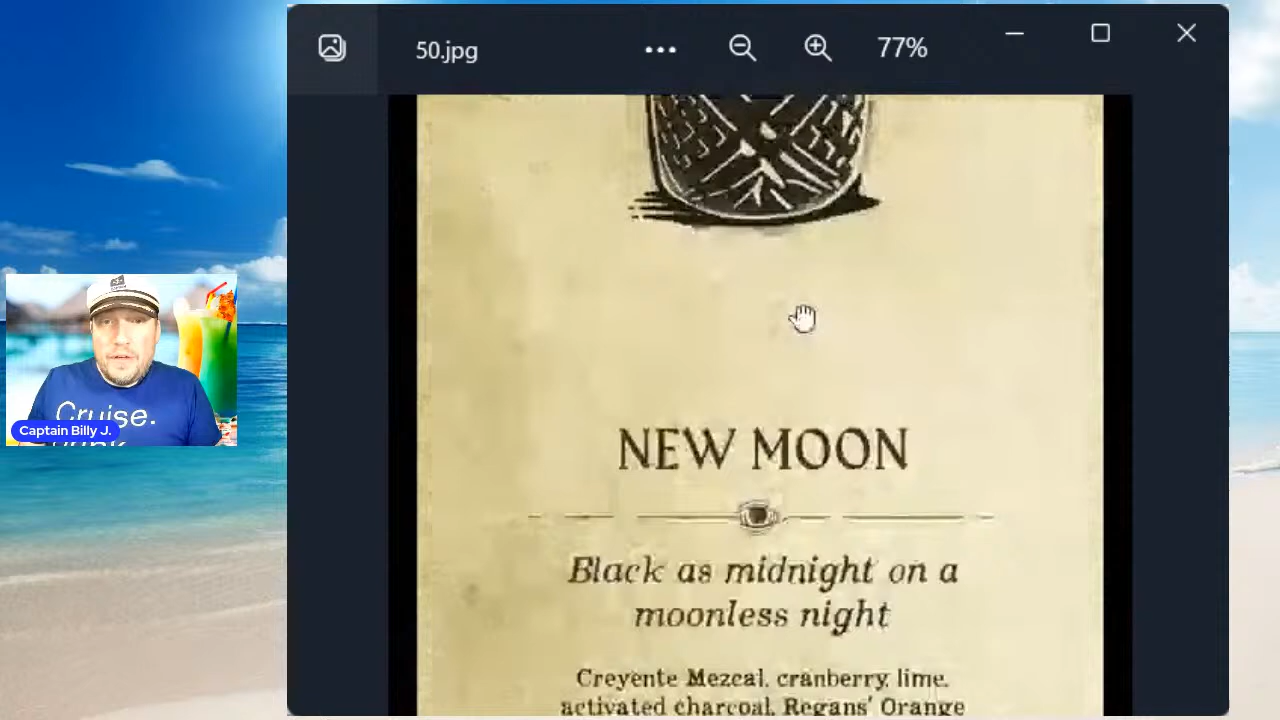 50.jpg
77%
Cruise.
Captain Billy J.
NEW MOON
Black as midnight on a
moonless night
Creyente Mezcal, cranberry, lime,
activated charcoal, Regans' Orange